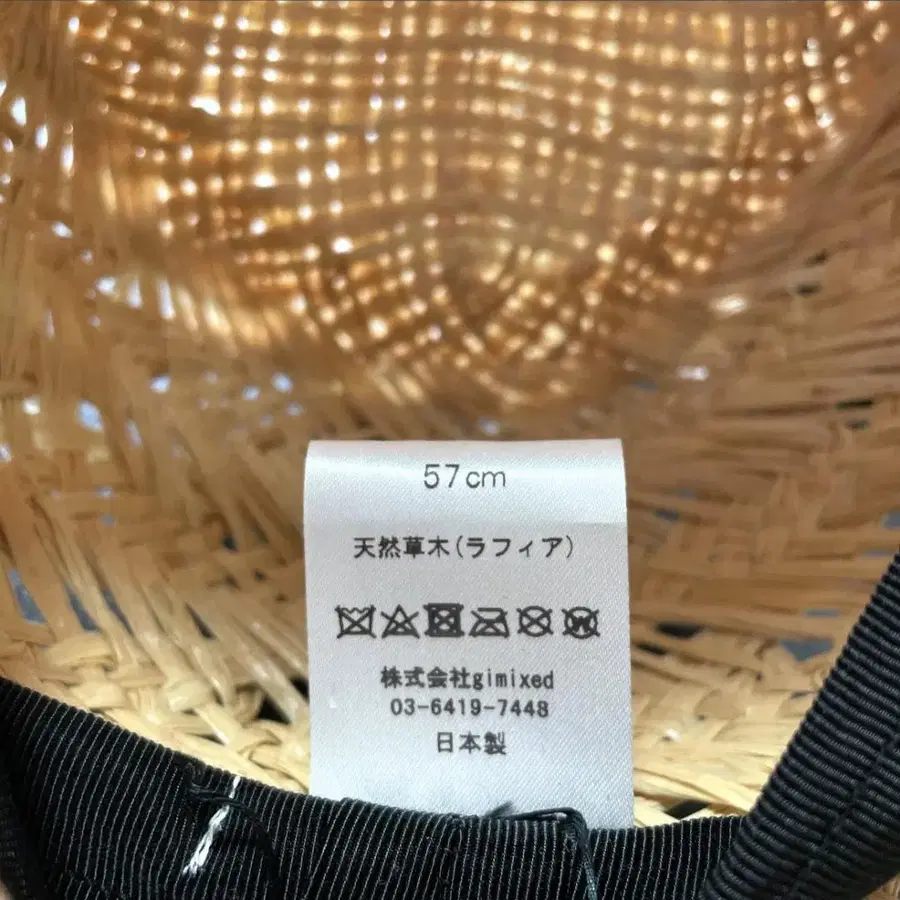 57cm
天然草木(ラフィア)
株式会社gimixed
03-6419-7448
日本製